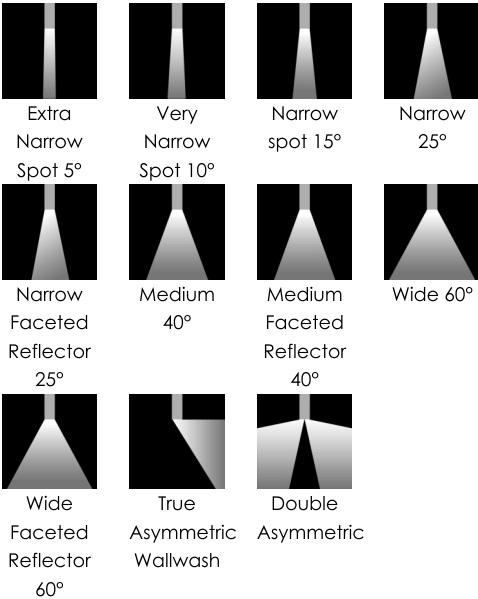 Extra
Narrow
Spot 5°
Very
Narrow
Spot 10°
Narrow
spot 15°
Narrow
25°
Narrow
Faceted
Reflector
25°
Medium
40°
Medium
Faceted
Reflector
40°
Wide 60°
Wide
Faceted
Reflector
60°
True
Asymmetric
Wallwash
Double
Asymmetric